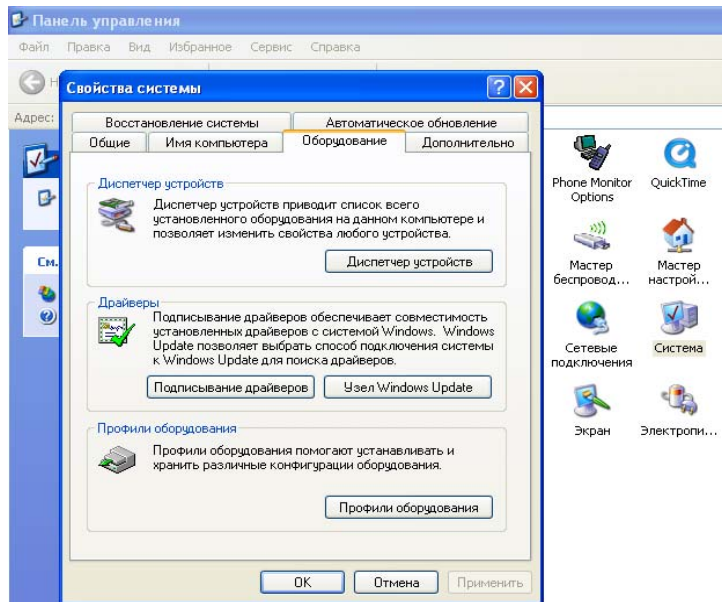 Панель управления
Файл Правка Вид Избранное Сервис Справка
Адрес:
Свойства системы
Восстановление системы
Автоматическое обновление
Общие
Имя компьютера
Оборудование
Дополнительно
Диспетчер устройств
Диспетчер устройств приводит список всего
установленного оборудования на данном компьютере и
позволяет изменить свойства любого устройства.
Диспетчер устройств
Драйверы
Подписывание драйверов обеспечивает совместимость
установленных драйверов с системой Windows. Windows
Update позволяет выбрать способ подключения системы
к Windows Update для поиска драйверов.
Подписывание драйверов
Узел Windows Update
Профили оборудования
Профили оборудования помогают устанавливать и
хранить различные конфигурации оборудования.
Профили оборудования
OK
Отмена
Применить
См.
Phone Monitor
Options
QuickTime
Мастер
беспровод...
Мастер
настрой...
Сетевые
подключения
Система
Экран
Электропи...